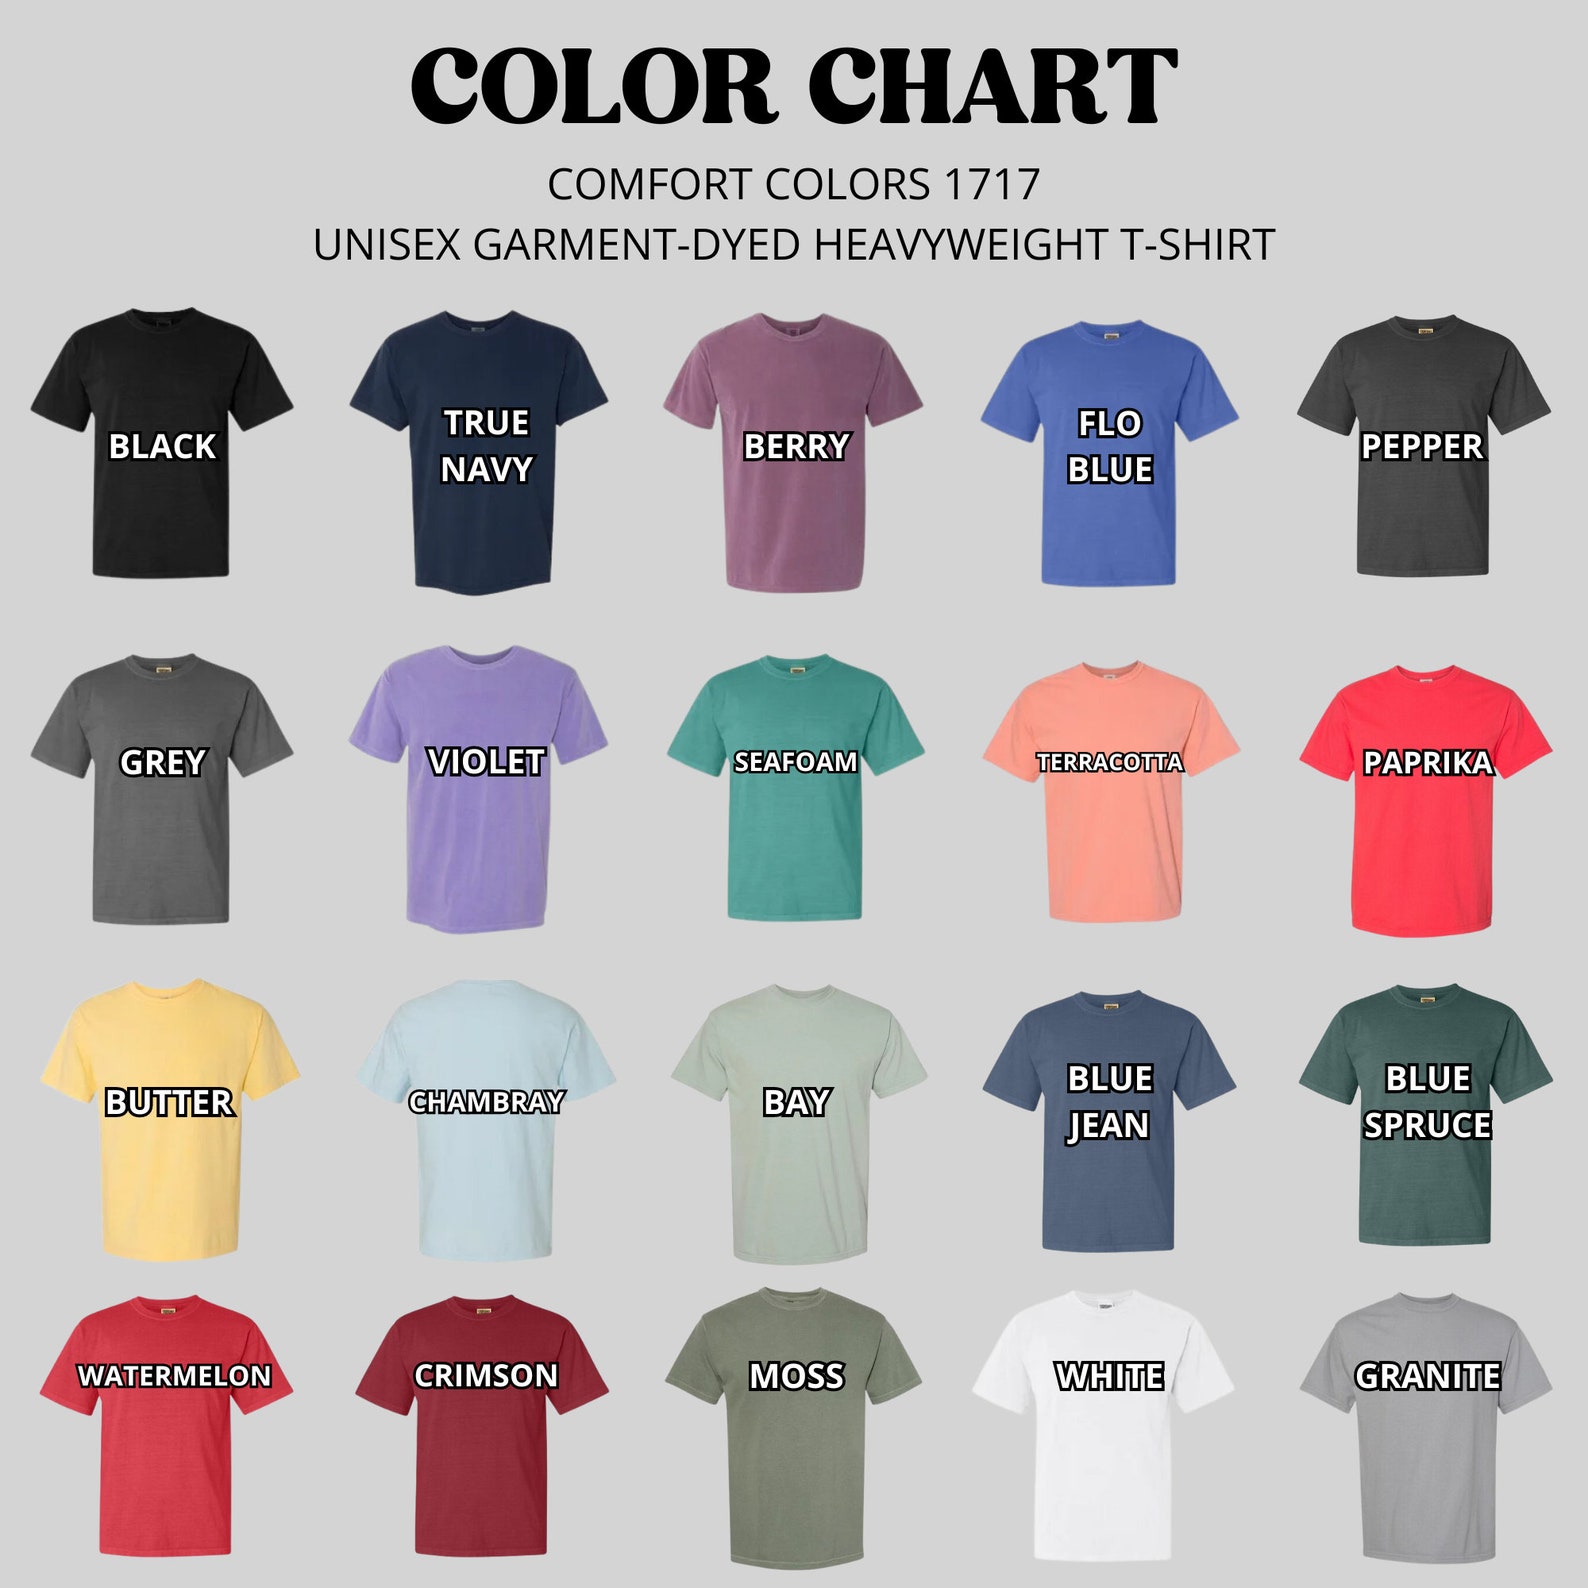 COLOR CHART
COMFORT COLORS 1717
UNISEX GARMENT-DYED HEAVYWEIGHT T-SHIRT
BLACK
TRUE
NAVY
BERRY
FLO
BLUE
PEPPER
GREY
VIOLET
SEAFOAM
TERRACOTTA
PAPRIKA
BUTTER
CHAMBRAY
BAY
BLUE
JEAN
BLUE
SPRUCE
WATERMELON
CRIMSON
MOSS
WHITE
GRANITE